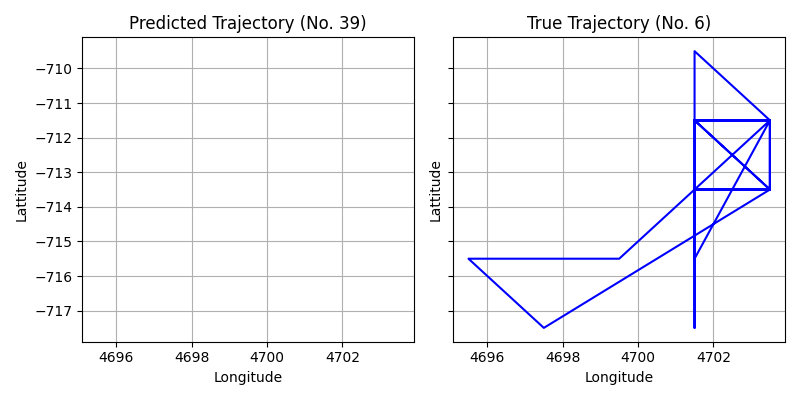 Predicted Trajectory (No. 39)
True Trajectory (No. 6)
Lattitude
−710
−711
−712
−713
−714
−715
−716
−717
4696
4698
4700
4702
Longitude
Lattitude
4696
4698
4700
4702
Longitude